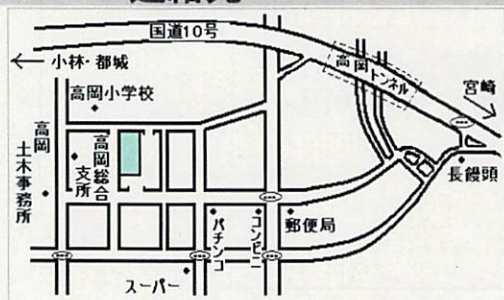 国道10号
小林・都城
高岡トンネル
宮崎
高岡小学校
高岡
土木事務所
高岡総合
支所
長饅頭
郵便局
コンビニ
パチンコ
スーパー